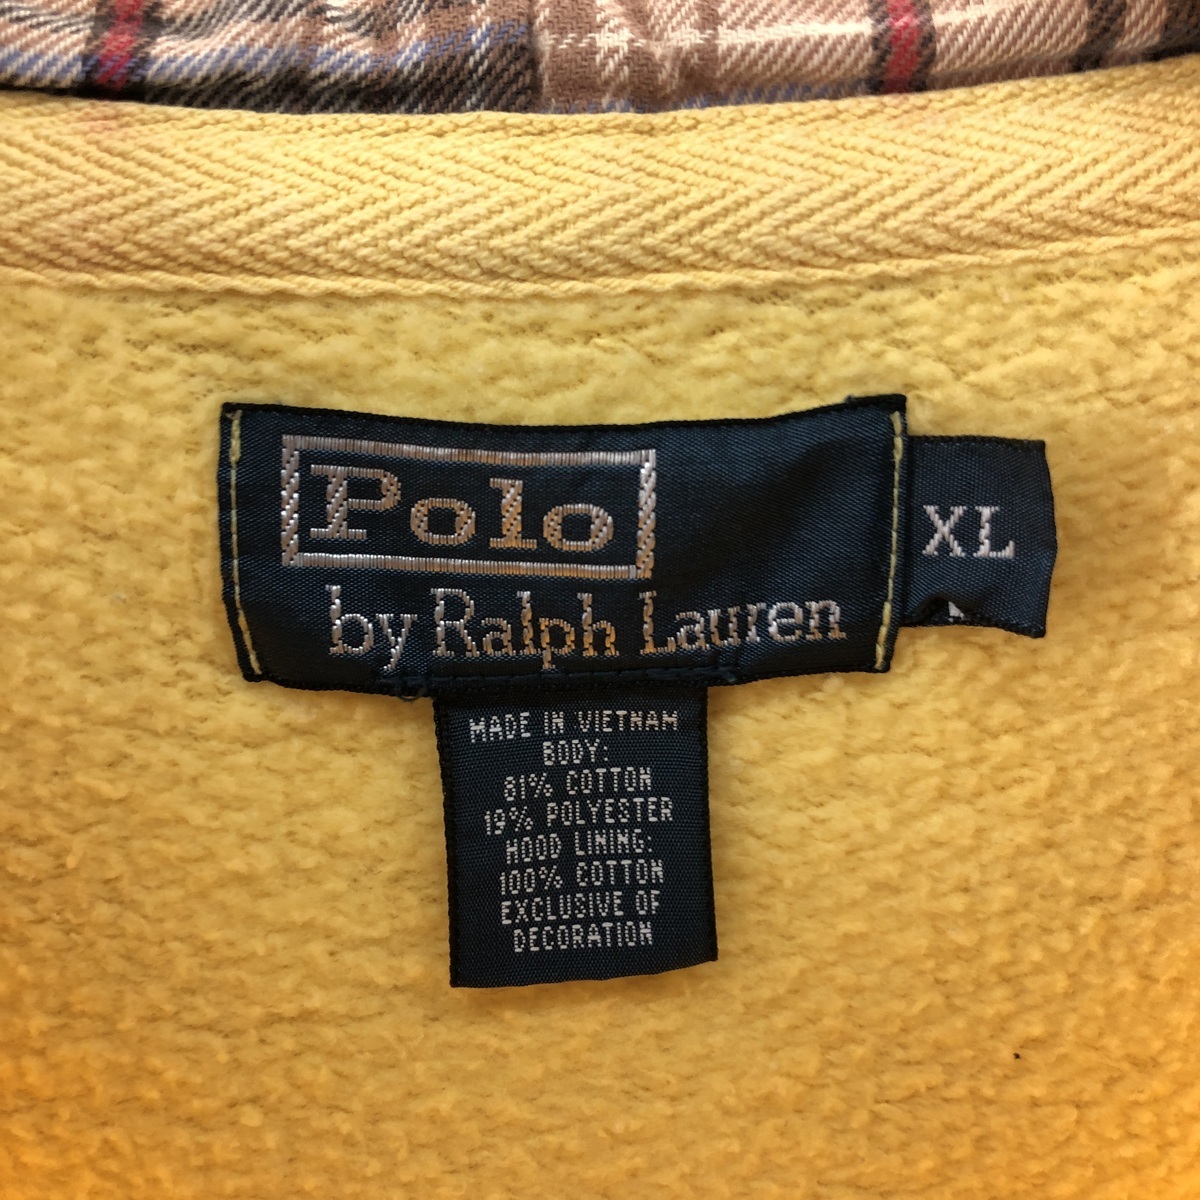 Polo
by Ralph Lauren
XL
MADE IN VIETNAM
BODY:
81% COTTON
19% POLYESTER
HOOD LINING:
100% COTTON
EXCLUSIVE OF
DECORATION